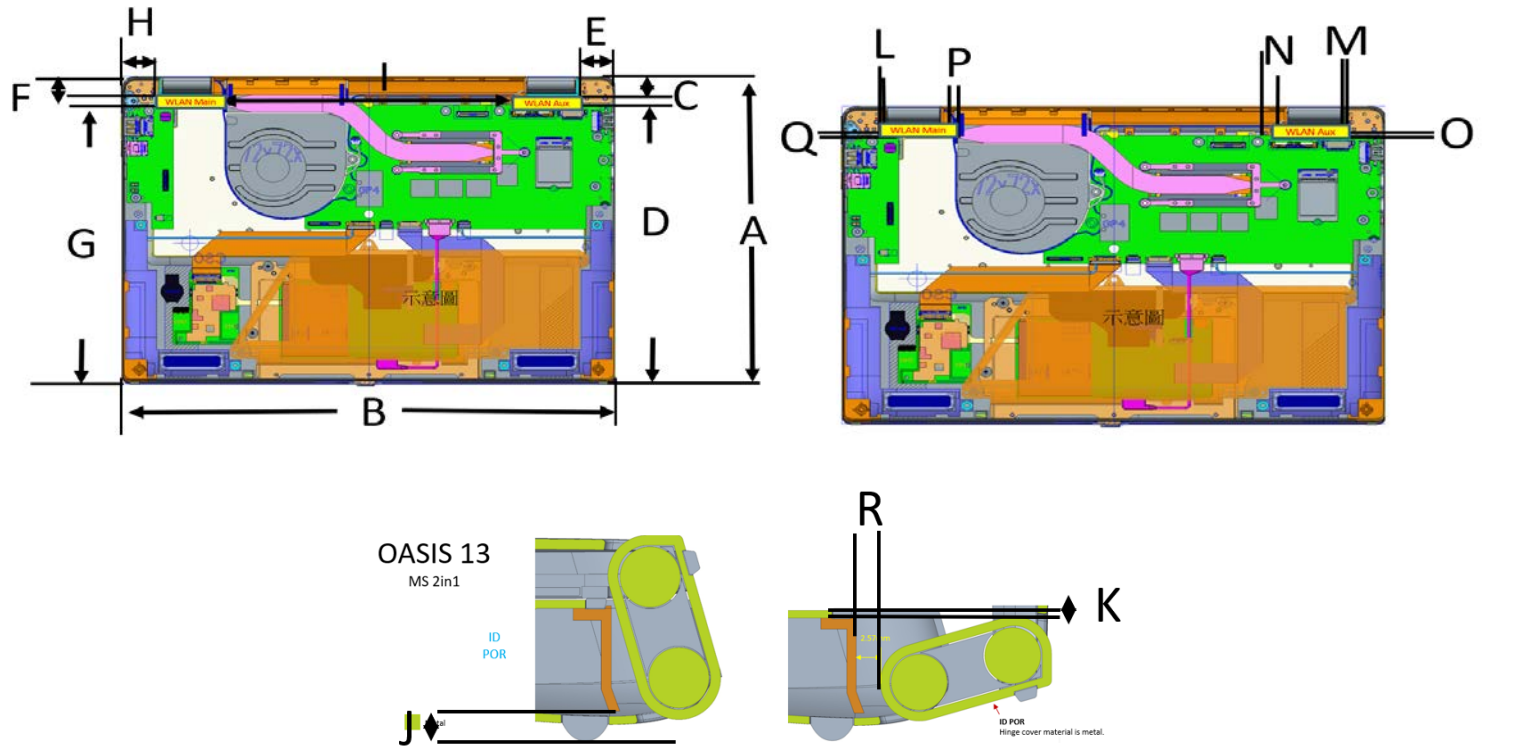 H
E
F
I
C
WLAN Main
WLAN Aux
G
D
A
B
示意圖
L
P
N
M
Q
O
WLAN Main
WLAN Aux
示意圖
OASIS 13
MS 2in1
ID
POR
J
R
K
ID POR
Hinge cover material is metal.